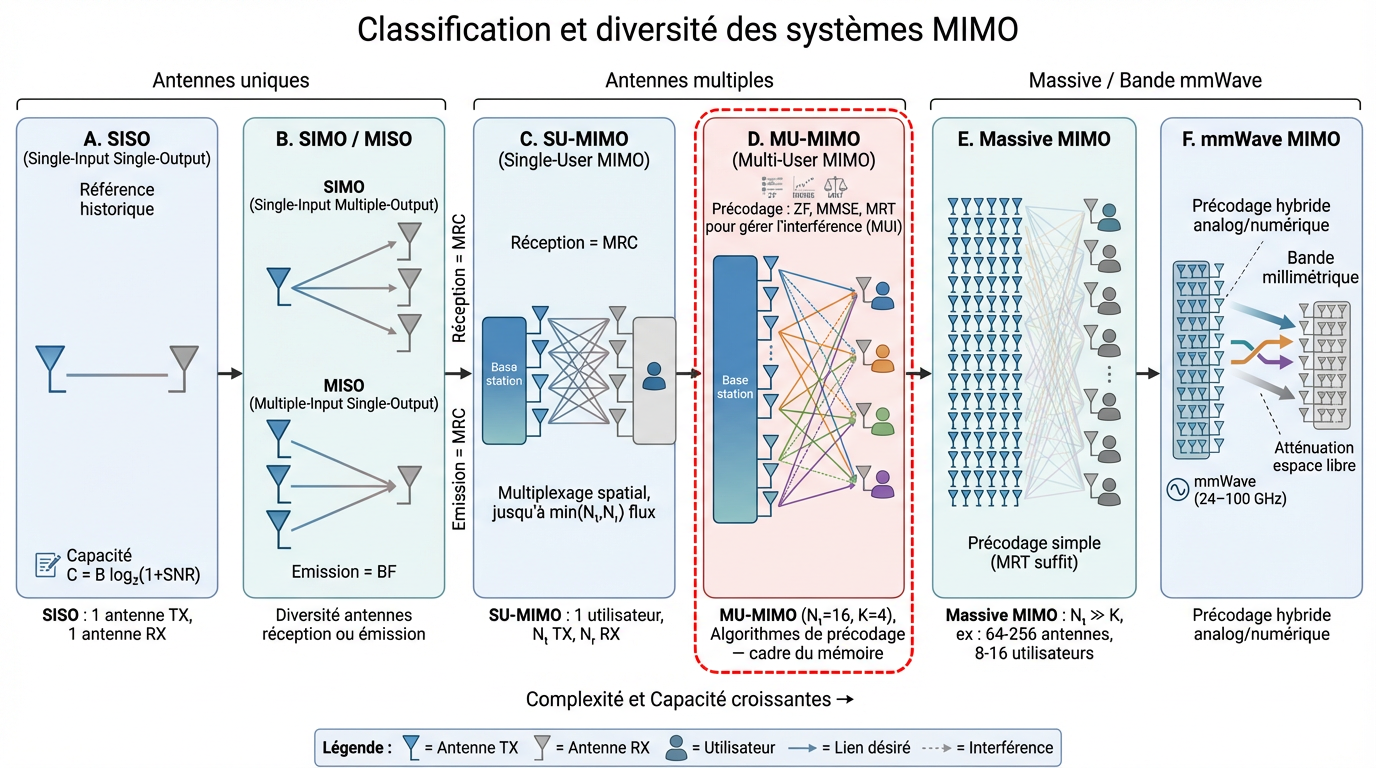 Classification et diversité des systèmes MIMO
Antennes uniques
Antennes multiples
Massive / Bande mmWave
A. SISO
(Single-Input Single-Output)
Référence
historique
Capacité
C = B log₂(1+SNR)
SISO : 1 antenne TX,
1 antenne RX
B. SIMO / MISO
SIMO
(Single-Input Multiple-Output)
MISO
(Multiple-Input Single-Output)
Emission = BF
Diversité antennes
réception ou émission
Réception = MRC
Emission = MRC
C. SU-MIMO
(Single-User MIMO)
Réception = MRC
Base
station
Multiplexage spatial,
jusqu'à min(Nₜ,Nᵣ) flux
SU-MIMO : 1 utilisateur,
Nₜ TX, Nᵣ RX
D. MU-MIMO
(Multi-User MIMO)
ZF
Précodage : ZF, MMSE, MRT
pour gérer l'interférence (MUI)
Base
station
MU-MIMO (Nₜ=16, K=4),
Algorithmes de précodage
— cadre du mémoire
E. Massive MIMO
Précodage simple
(MRT suffit)
Massive MIMO : Nₜ ≫ K,
ex : 64-256 antennes,
8-16 utilisateurs
F. mmWave MIMO
Précodage hybride
analog/numérique
Bande
millimétrique
Atténuation
espace libre
mmWave
(24–100 GHz)
Précodage hybride
analog/numérique
Complexité et Capacité croissantes →
Légende : = Antenne TX = Antenne RX = Utilisateur = Lien désiré = Interférence